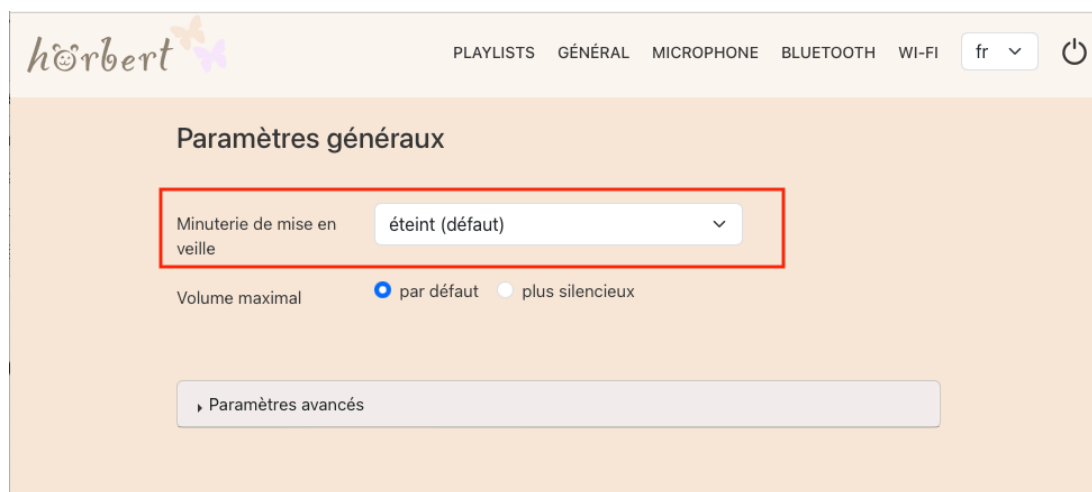 hörbert
PLAYLISTS GÉNÉRAL MICROPHONE BLUETOOTH WI-FI fr
Paramètres généraux
Minuterie de mise en
veille
éteint (défaut)
Volume maximal
par défaut plus silencieux
Paramètres avancés